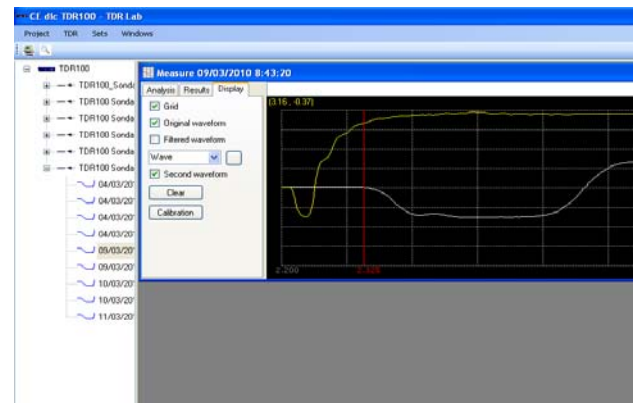 CE dlc TDR100 - TDR Lab
Project TDR Sets Windows
TDR100
TDR100_Sonda
TDR100 Sonda
TDR100 Sonda
TDR100 Sonda
TDR100 Sonda
TDR100 Sonda
04/03/20
04/03/20
04/03/20
04/03/20
09/03/20
09/03/20
10/03/20
10/03/20
11/03/20
Measure 09/03/2010 8:43:20
Analysis Results Display
Grid
Original waveform
Filtered waveform
Wave
Second waveform
Clear
Calibration
(3.16 , -0.37)
2.200